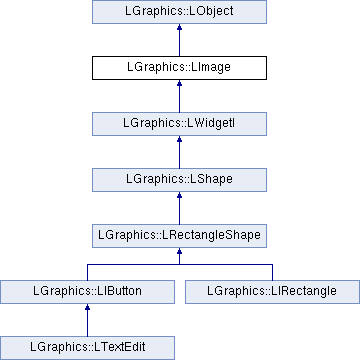 LGraphics::LObject
LGraphics::LImage
LGraphics::LWidgetI
LGraphics::LShape
LGraphics::LRectangleShape
LGraphics::LIButton
LGraphics::LIRectangle
LGraphics::LTextEdit